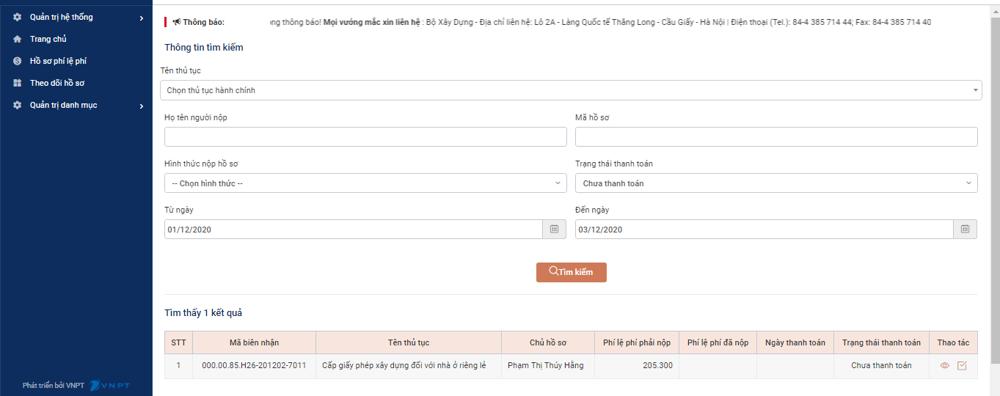 Quản trị hệ thống
Trang chủ
Hồ sơ phí lệ phí
Theo dõi hồ sơ
Quản trị danh mục
Phát triển bởi VNPT VNPT
Thông báo: thông báo! Mọi vướng mắc xin liên hệ : Bộ Xây Dựng - Địa chỉ liên hệ: Lô 2A - Làng Quốc tế Thăng Long - Cầu Giấy - Hà Nội | Điện thoại (Tel.): 84-4 385 714 44; Fax: 84-4 385 714 40
Thông tin tìm kiếm
Tên thủ tục
Chọn thủ tục hành chính
Họ tên người nộp Mã hồ sơ
Hình thức nộp hồ sơ Trạng thái thanh toán
-- Chọn hình thức -- Chưa thanh toán
Từ ngày Đến ngày
01/12/2020 03/12/2020
Tìm kiếm
Tìm thấy 1 kết quả
STT Mã biên nhận Tên thủ tục Chủ hồ sơ Phí lệ phí phải nộp Phí lệ phí đã nộp Ngày thanh toán Trạng thái thanh toán Thao tác
1 000.00.85.H26-201202-7011 Cấp giấy phép xây dựng đối với nhà ở riêng lẻ Phạm Thị Thúy Hằng 205.300 Chưa thanh toán